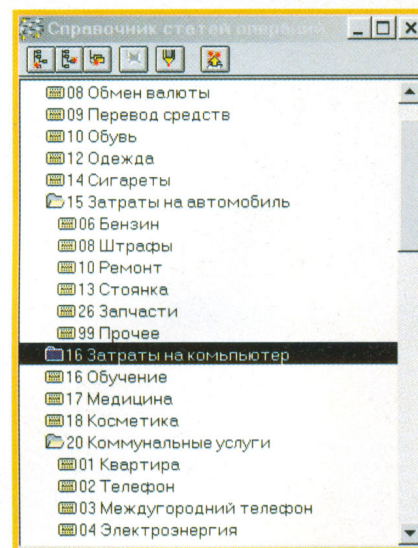 Справочник статей операций
08 Обмен валюты
09 Перевод средств
10 Обувь
12 Одежда
14 Сигареты
15 Затраты на автомобиль
06 Бензин
08 Штрафы
10 Ремонт
13 Стоянка
26 Запчасти
99 Прочее
16 Затраты на комьпьютер
16 Обучение
17 Медицина
18 Косметика
20 Коммунальные услуги
01 Квартира
02 Телефон
03 Междугородний телефон
04 Электроэнергия